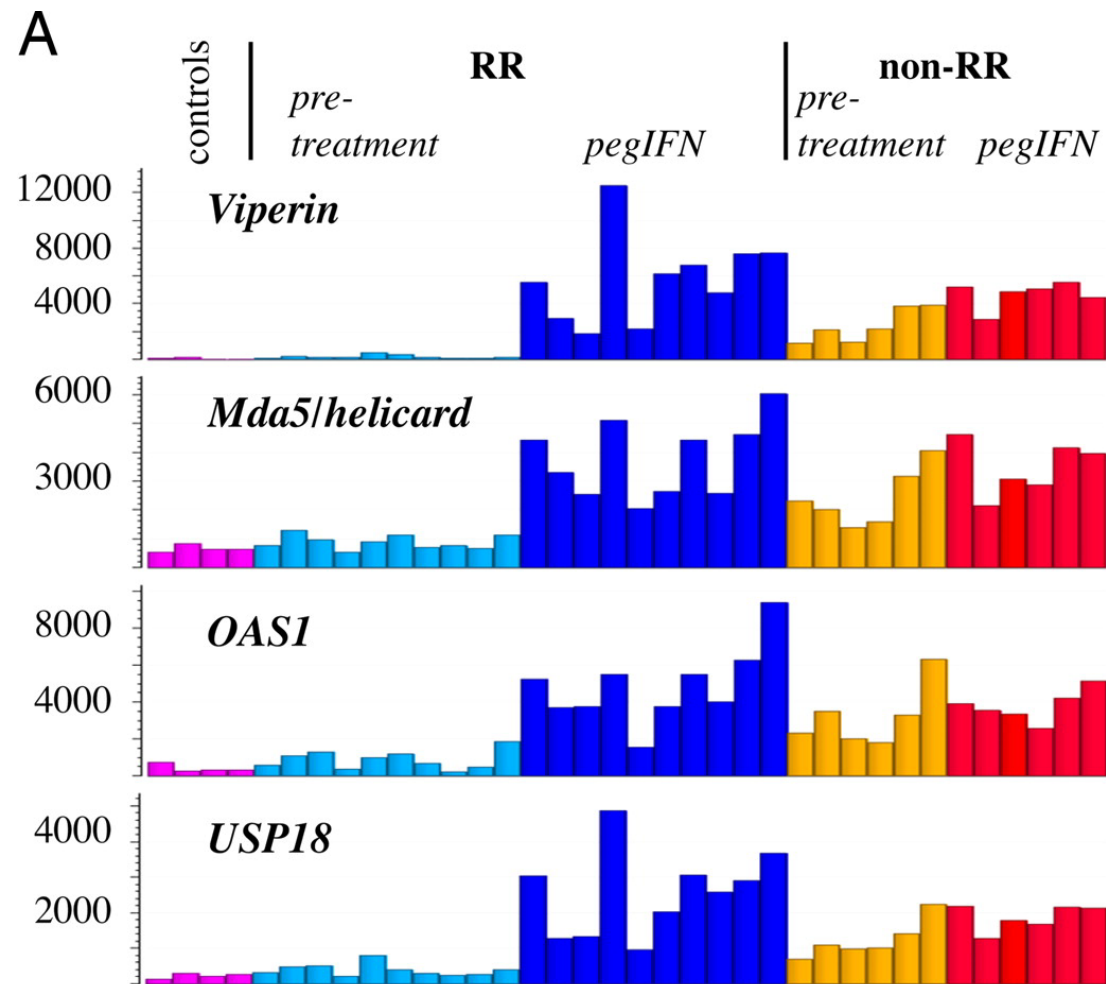 A
controls
RR
non-RR
pre-
treatment
pegIFN
pre-
treatment
pegIFN
Viperin
12000
8000
4000
Mda5/helicard
6000
3000
OAS1
8000
4000
USP18
4000
2000